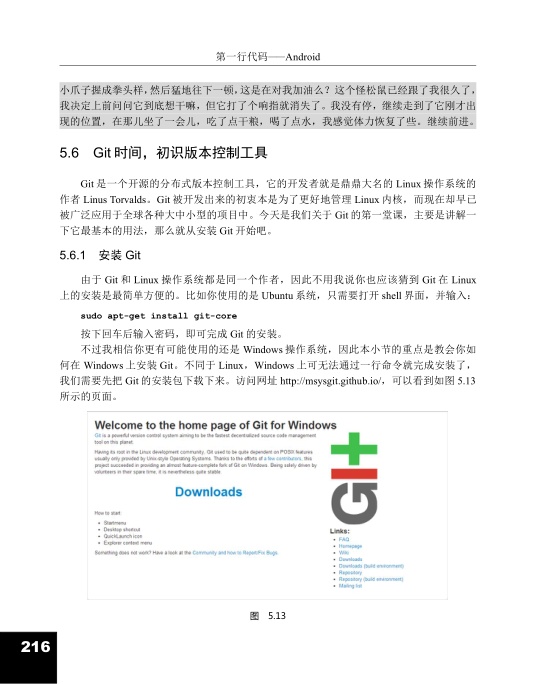 第一行代码——Android
小爪子握成拳头样，然后猛地往下一顿，这是在对我加油么？这个怪松鼠已经跟了我很久了，
我决定上前问问它到底想干嘛，但它打了个响指就消失了。我没有停，继续走到了它刚才出
现的位置，在那儿坐了一会儿，吃了点干粮，喝了点水，我感觉体力恢复了些。继续前进。
5.6 Git 时间，初识版本控制工具
Git 是一个开源的分布式版本控制工具，它的开发者就是鼎鼎大名的 Linux 操作系统的
作者 Linus Torvalds。Git 被开发出来的初衷本是为了更好地管理 Linux 内核，而现在却早已
被广泛应用于全球各种大中小型的项目中。今天是我们关于 Git 的第一堂课，主要是讲解一
下它最基本的用法，那么就从安装 Git 开始吧。
5.6.1 安装 Git
由于 Git 和 Linux 操作系统都是同一个作者，因此不用我说你也应该猜到 Git 在 Linux
上的安装是最简单方便的。比如你使用的是 Ubuntu 系统，只需要打开 shell 界面，并输入：
sudo apt-get install git-core
按下回车后输入密码，即可完成 Git 的安装。
不过我相信你更有可能使用的还是 Windows 操作系统，因此本小节的重点是教会你如
何在 Windows 上安装 Git。不同于 Linux，Windows 上可无法通过一行命令就完成安装了，
我们需要先把 Git 的安装包下载下来。访问网址 http://msysgit.github.io/，可以看到如图 5.13
所示的页面。
Welcome to the home page of Git for Windows
Git is a powerful version control system aiming to be the fastest decentralized source code management
tool on this planet.
Having its root in the Linux development community, Git used to be quite dependent on POSIX features
usually only provided by Unix-style Operating Systems. Thanks to the efforts of a few contributors, this
project succeeded in providing an almost feature-complete fork of Git on Windows. Being solely driven by
volunteers in their spare time, it is nevertheless quite stable.
Downloads
How to start:
• Startmenu
• Desktop shortcut
• QuickLaunch icon
• Explorer context menu
Something does not work? Have a look at the Community and how to Report/Fix Bugs.
GIT
Links:
• FAQ
• Homepage
• Wiki
• Downloads
• Downloads (build environment)
• Repository
• Repository (build environment)
• Mailing list
图 5.13
216